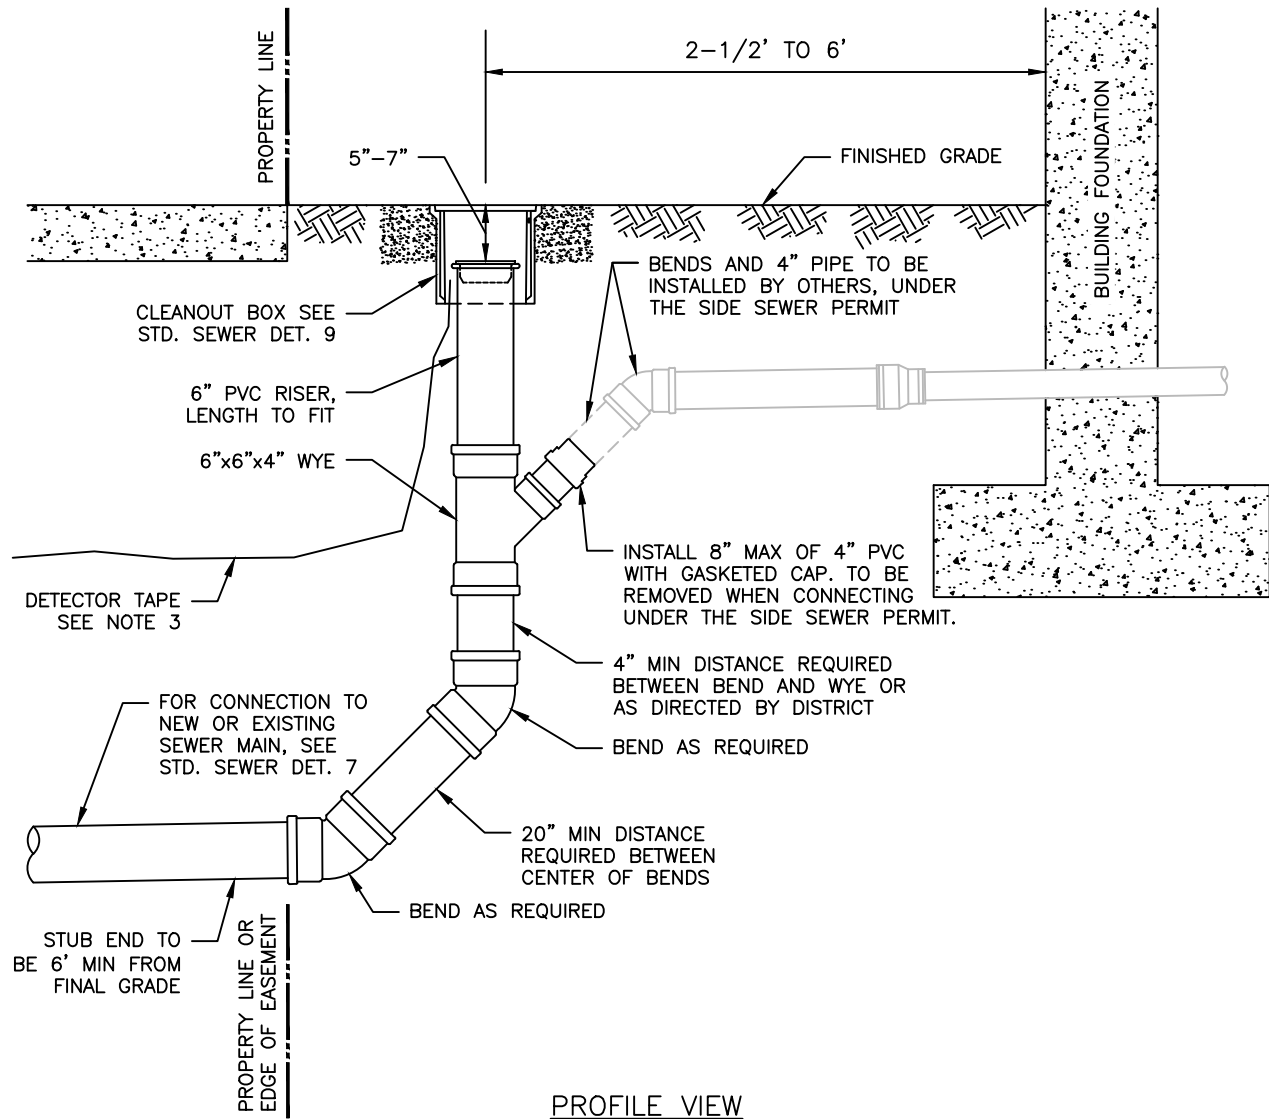 PROPERTY LINE
2-1/2' TO 6'
5"-7"
FINISHED GRADE
BUILDING FOUNDATION
BENDS AND 4" PIPE TO BE
INSTALLED BY OTHERS, UNDER
THE SIDE SEWER PERMIT
CLEANOUT BOX SEE
STD. SEWER DET. 9
6" PVC RISER,
LENGTH TO FIT
6"x6"x4" WYE
INSTALL 8" MAX OF 4" PVC
WITH GASKETED CAP. TO BE
REMOVED WHEN CONNECTING
UNDER THE SIDE SEWER PERMIT.
DETECTOR TAPE
SEE NOTE 3
4" MIN DISTANCE REQUIRED
BETWEEN BEND AND WYE OR
AS DIRECTED BY DISTRICT
FOR CONNECTION TO
NEW OR EXISTING
SEWER MAIN, SEE
STD. SEWER DET. 7
BEND AS REQUIRED
20" MIN DISTANCE
REQUIRED BETWEEN
CENTER OF BENDS
BEND AS REQUIRED
STUB END TO
BE 6' MIN FROM
FINAL GRADE
PROPERTY LINE OR
EDGE OF EASEMENT
PROFILE VIEW